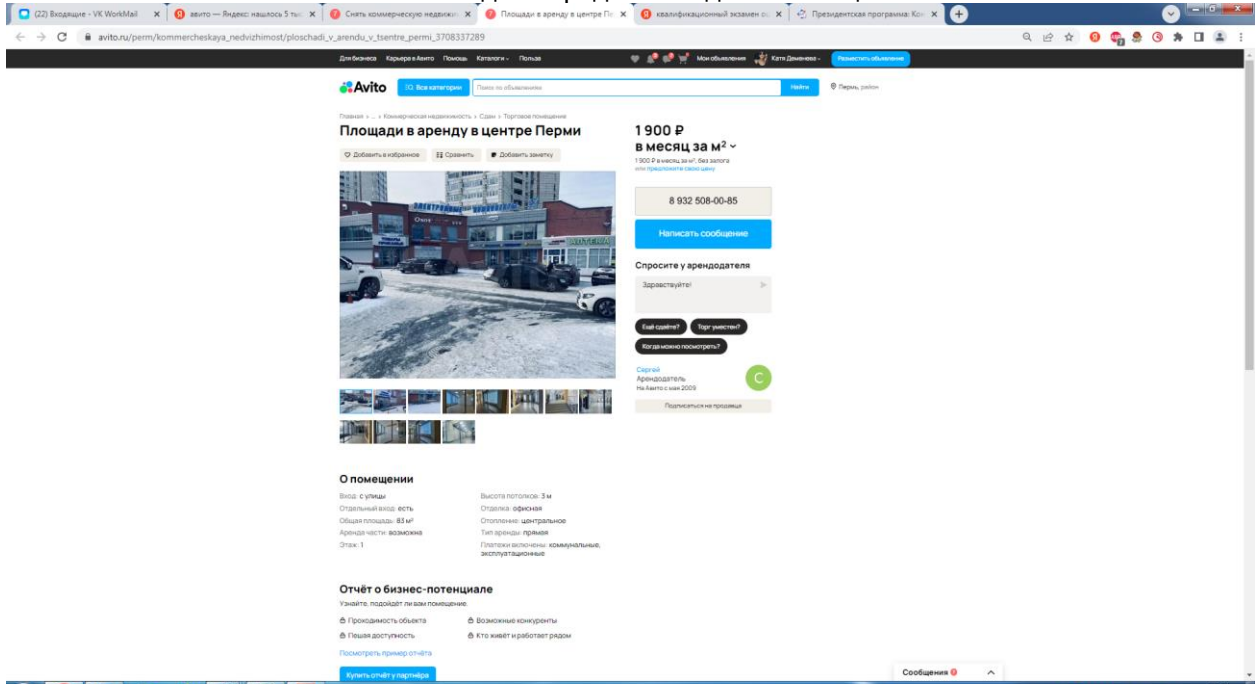 (22) Входящие - VK WorkMail
авито — Яндекс: нашлось 5 тыс
Снять коммерческую недвижи
Площади в аренду в центре Пе
квалификационный экзамен
Президентская программа: Ко
avito.ru/perm/kommercheskaya_nedvizhimost/ploschadi_v_arendu_v_tsentre_permi_3708337289
Для бизнеса Карьера в Авито Помощь Каталоги Польза
Мои объявления Катя Деменева Разместить объявление
Avito Все категории Поиск по объявлениям Найти Пермь, район
Главная > ... > Коммерческая недвижимость > Сдам > Торговое помещение
Площади в аренду в центре Перми
Добавить в избранное Сравнить Добавить заметку
1 900 ₽
в месяц за м²
1 900 ₽ в месяц за м², без залога
или предложите свою цену
8 932 508-00-85
Написать сообщение
Спросите у арендодателя
Здравствуйте!
Ещё сдаёте? Торг уместен?
Когда можно посмотреть?
Сергей
Арендодатель
На Авито с мая 2009
С
Подписаться на продавца
АПТЕКА
О помещении
Вход: с улицы
Отдельный вход: есть
Общая площадь: 83 м²
Аренда части: возможна
Этаж: 1
Высота потолков: 3 м
Отделка: офисная
Отопление: центральное
Тип аренды: прямая
Платежи включены: коммунальные,
эксплуатационные
Отчёт о бизнес-потенциале
Узнайте, подойдёт ли вам помещение
Проходимость объекта
Возможные конкуренты
Пешая доступность
Кто живёт и работает рядом
Посмотреть пример отчёта
Купить отчёт у партнёра
Сообщения